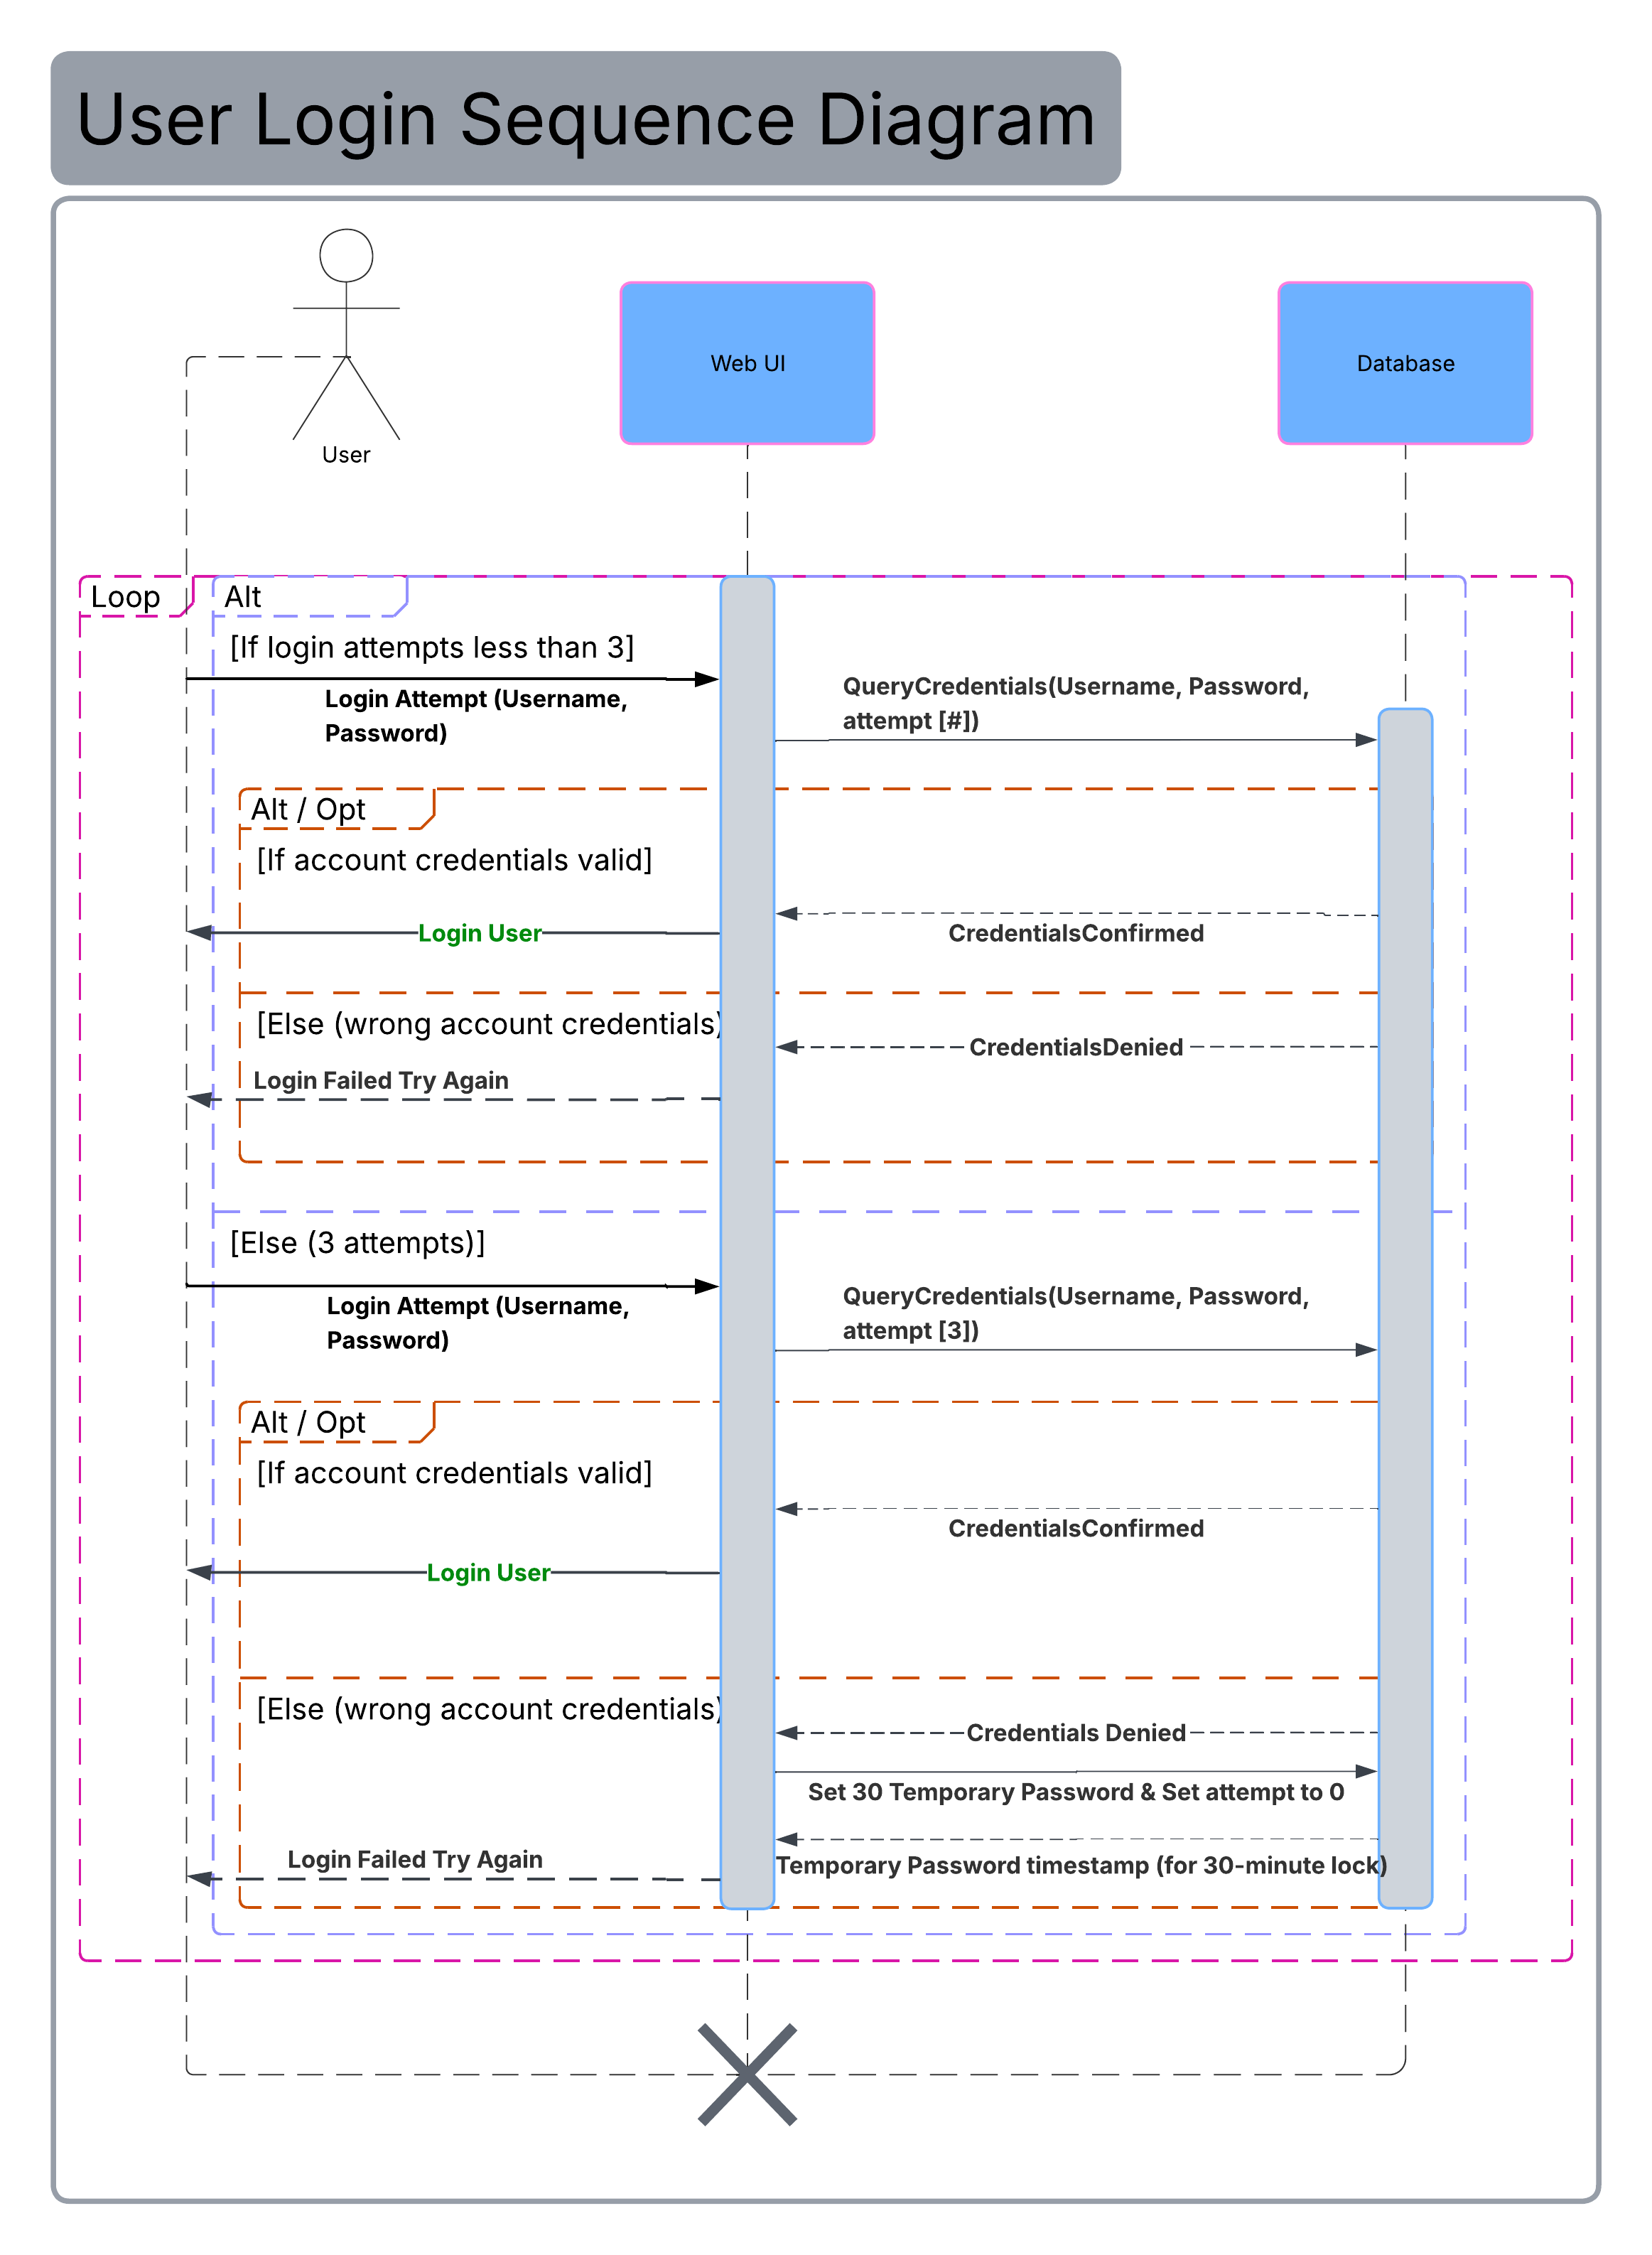 User Login Sequence Diagram
User
Web UI
Database
Loop
Alt
[If login attempts less than 3]
Login Attempt (Username,
Password)
QueryCredentials(Username, Password,
attempt [#])
Alt / Opt
[If account credentials valid]
CredentialsConfirmed
Login User
[Else (wrong account credentials)
CredentialsDenied
Login Failed Try Again
[Else (3 attempts)]
Login Attempt (Username,
Password)
QueryCredentials(Username, Password,
attempt [3])
Alt / Opt
[If account credentials valid]
CredentialsConfirmed
Login User
[Else (wrong account credentials)
Credentials Denied
Set 30 Temporary Password & Set attempt to 0
Login Failed Try Again
Temporary Password timestamp (for 30-minute lock)